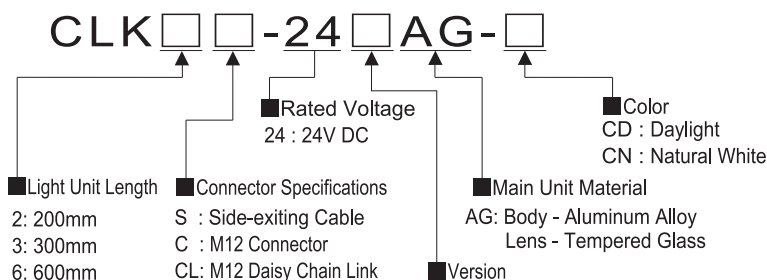 CLK□ □-24□AG-□
■Rated Voltage
24 : 24V DC
■Color
CD : Daylight
CN : Natural White
■Light Unit Length
2: 200mm
3: 300mm
6: 600mm
■Connector Specifications
S : Side-exiting Cable
C : M12 Connector
CL: M12 Daisy Chain Link
■Main Unit Material
AG: Body - Aluminum Alloy
Lens - Tempered Glass
■Version